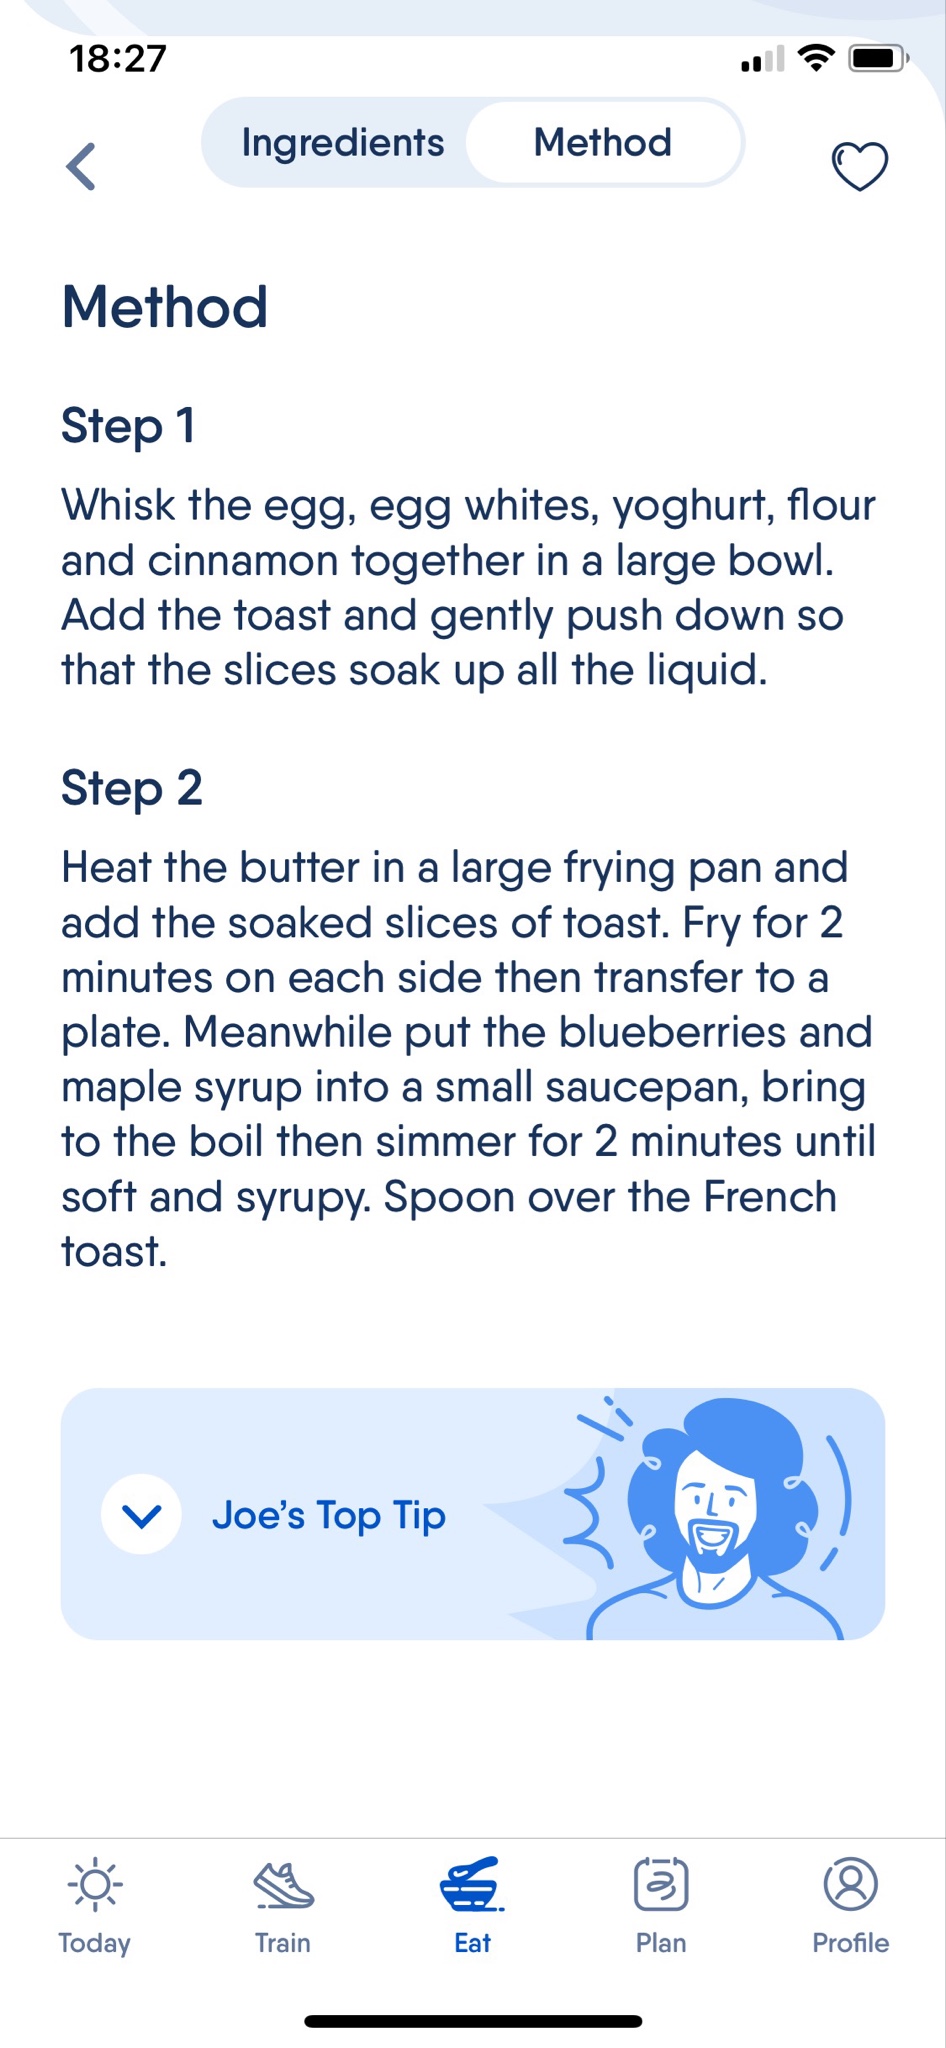 18:27
Ingredients
Method
Method
Step 1
Whisk the egg, egg whites, yoghurt, flour
and cinnamon together in a large bowl.
Add the toast and gently push down so
that the slices soak up all the liquid.
Step 2
Heat the butter in a large frying pan and
add the soaked slices of toast. Fry for 2
minutes on each side then transfer to a
plate. Meanwhile put the blueberries and
maple syrup into a small saucepan, bring
to the boil then simmer for 2 minutes until
soft and syrupy. Spoon over the French
toast.
Joe’s Top Tip
Today
Train
Eat
Plan
Profile